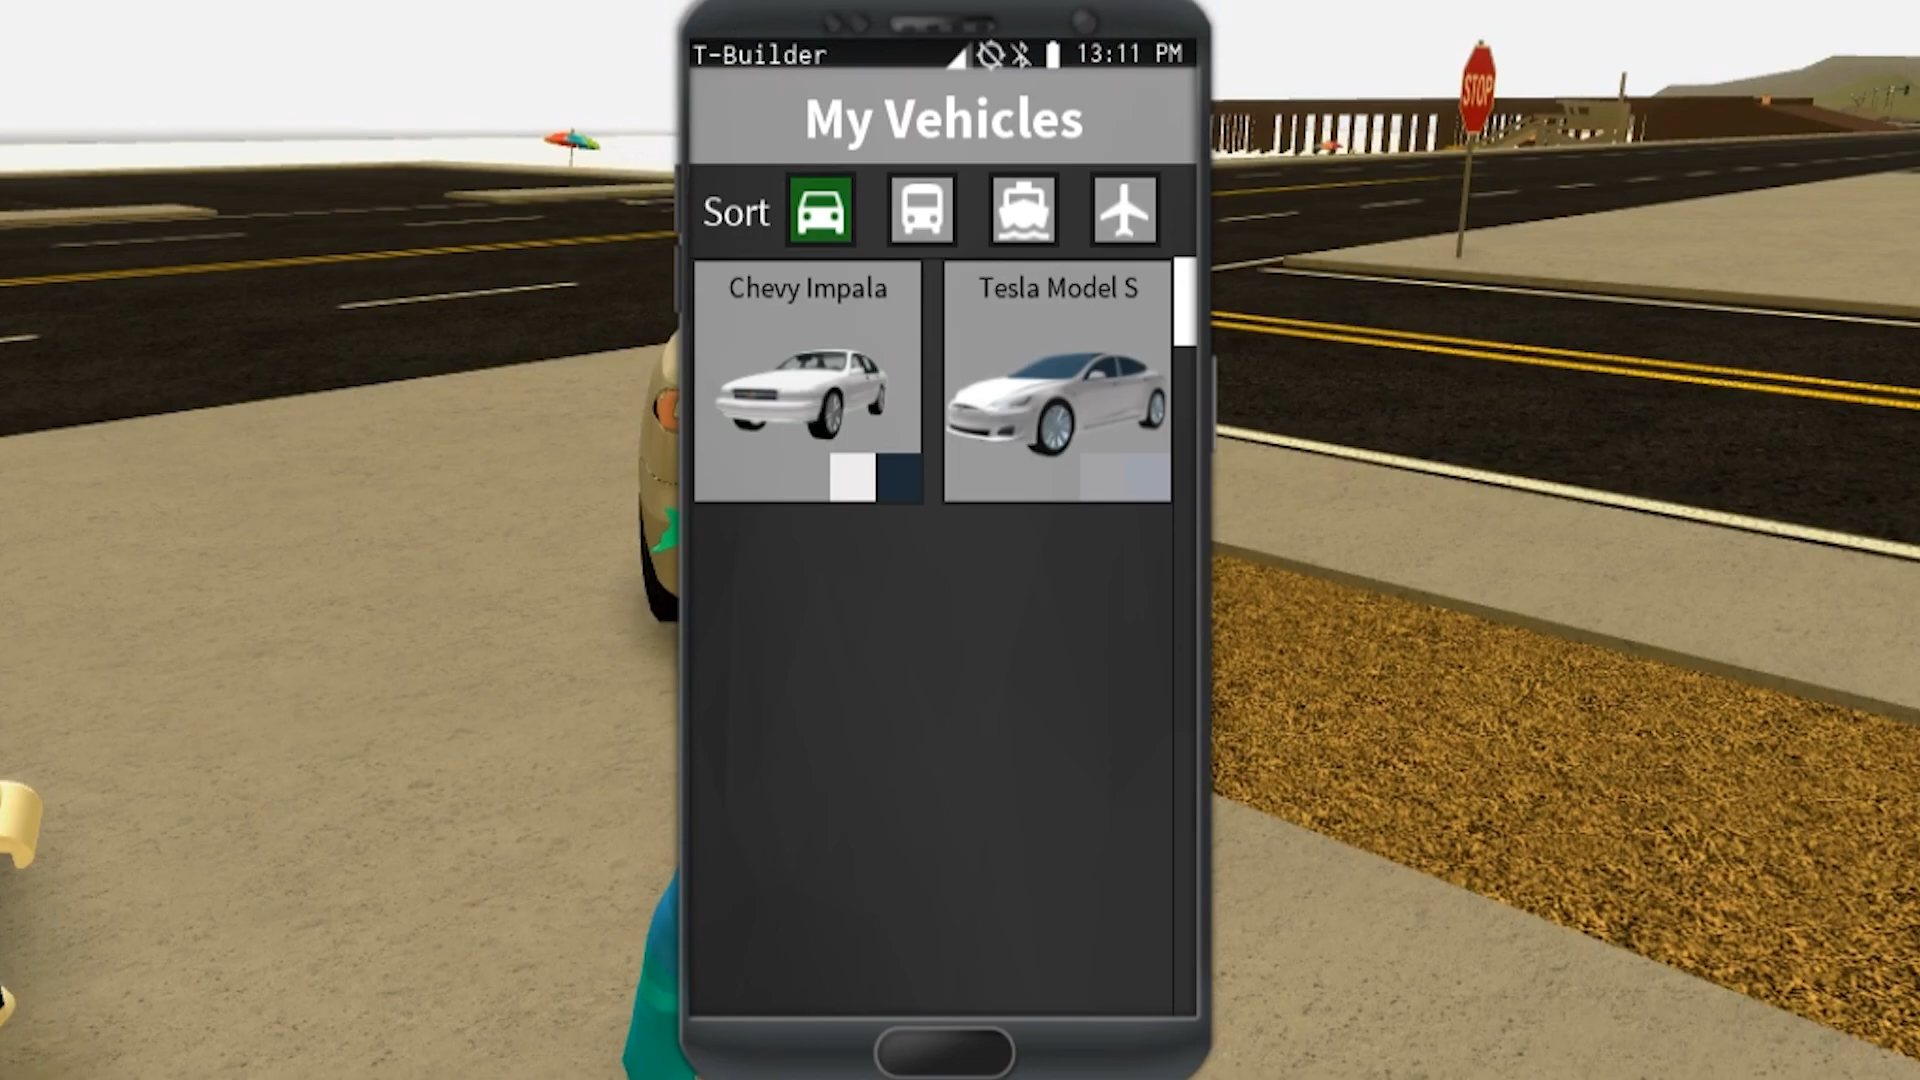 T-Builder 13:11 PM
My Vehicles
Sort
Chevy Impala
Tesla Model S
STOP